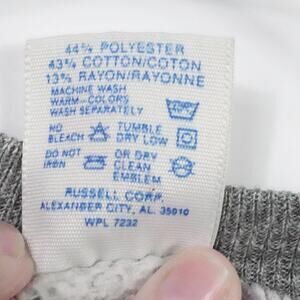 44% POLYESTER
43% COTTON/COTON
13% RAYON/RAYONNE
MACHINE WASH
WARM-COLORS
WASH SEPARATELY
NO BLEACH TUMBLE DRY LOW
DO NOT IRON OR DRY CLEAN EMBLEM
RUSSELL CORP.
ALEXANDER CITY, AL. 35010
WPL 7232